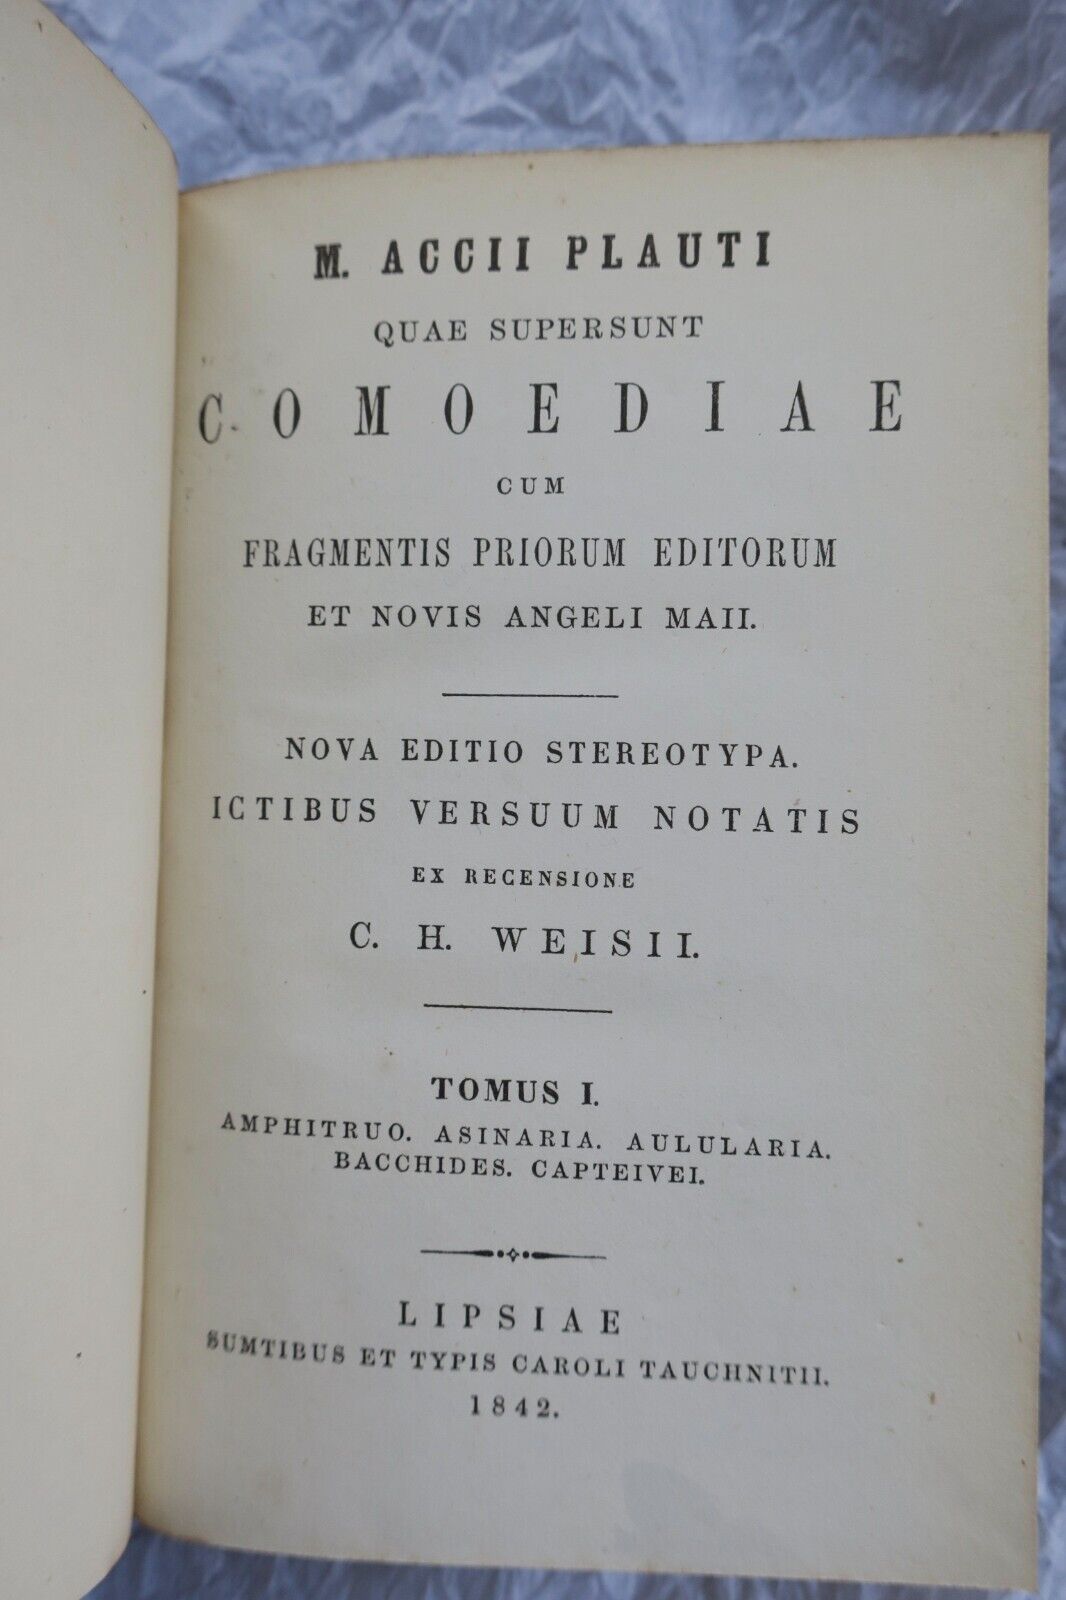 M. ACCII PLAUTI
QUAE SUPERSUNT
COMOEDIAE
CUM
FRAGMENTIS PRIORUM EDITORUM
ET NOVIS ANGELI MAII.
NOVA EDITIO STEREOTYPA.
ICTIBUS VERSUUM NOTATIS
EX RECENSIONE
C. H. WEISII.
TOMUS I.
AMPHITRUO. ASINARIA. AULULARIA.
BACCHIDES. CAPTEIVEI.
LIPSIAE
SUMTIBUS ET TYPIS CAROLI TAUCHNITII.
1842.